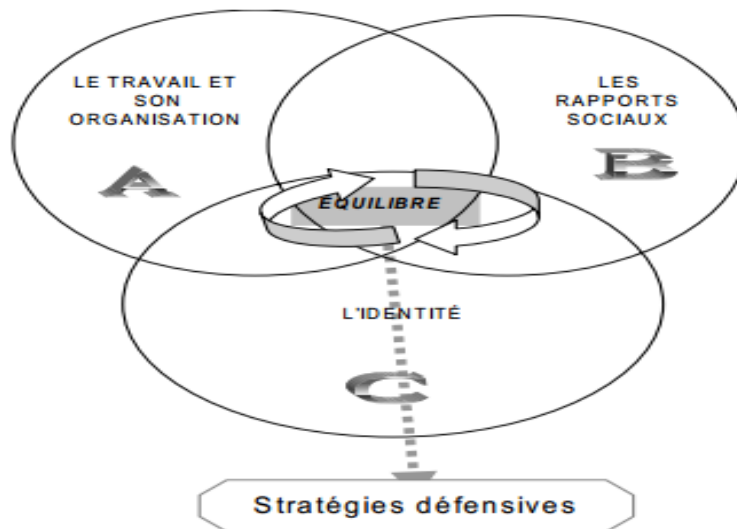 LE TRAVAIL ET
SON
ORGANISATION
A
LES
RAPPORTS
SOCIAUX
B
ÉQUILIBRE
L'IDENTITÉ
C
Stratégies défensives